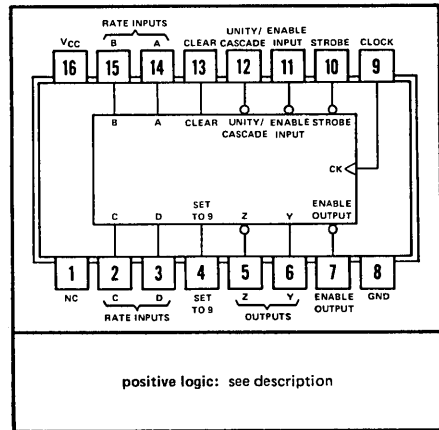 RATE INPUTS
UNITY/ ENABLE
VCC B A CLEAR CASCADE INPUT STROBE CLOCK
16 15 14 13 12 11 10 9
B A CLEAR UNITY/ ENABLE STROBE
CASCADE INPUT
CK
SET ENABLE
C D TO 9 Z Y OUTPUT
1 2 3 4 5 6 7 8
NC C D SET Z Y ENABLE GND
RATE INPUTS TO 9 OUTPUTS OUTPUT
positive logic: see description